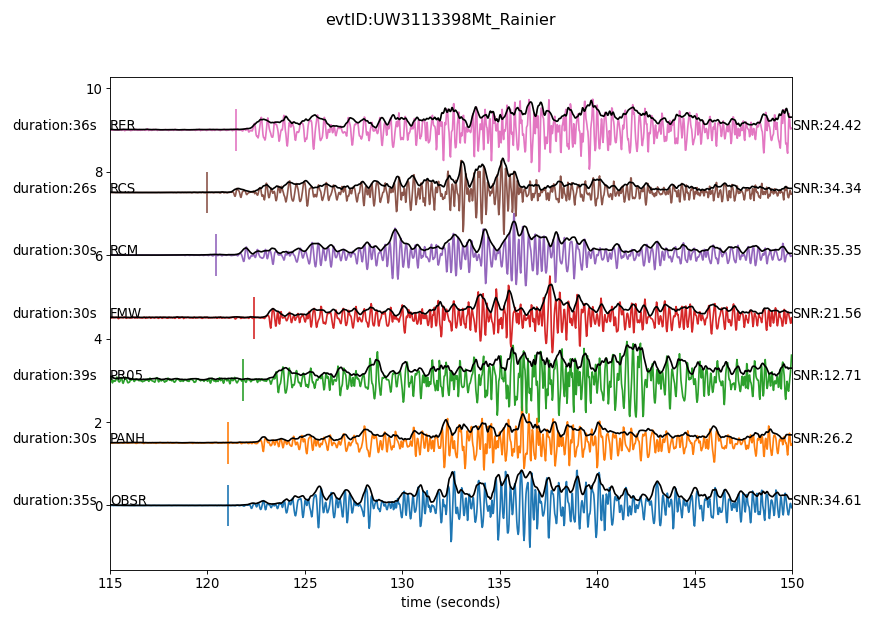 evtID:UW3113398Mt_Rainier
10
duration:36s RER SNR:24.42
8
duration:26s RCS SNR:34.34
duration:30s RCM SNR:35.35
6
duration:30s FMW SNR:21.56
4
duration:39s PR05 SNR:12.71
2
duration:30s PANH SNR:26.2
duration:35s OBSR SNR:34.61
0
115 120 125 130 135 140 145 150
time (seconds)